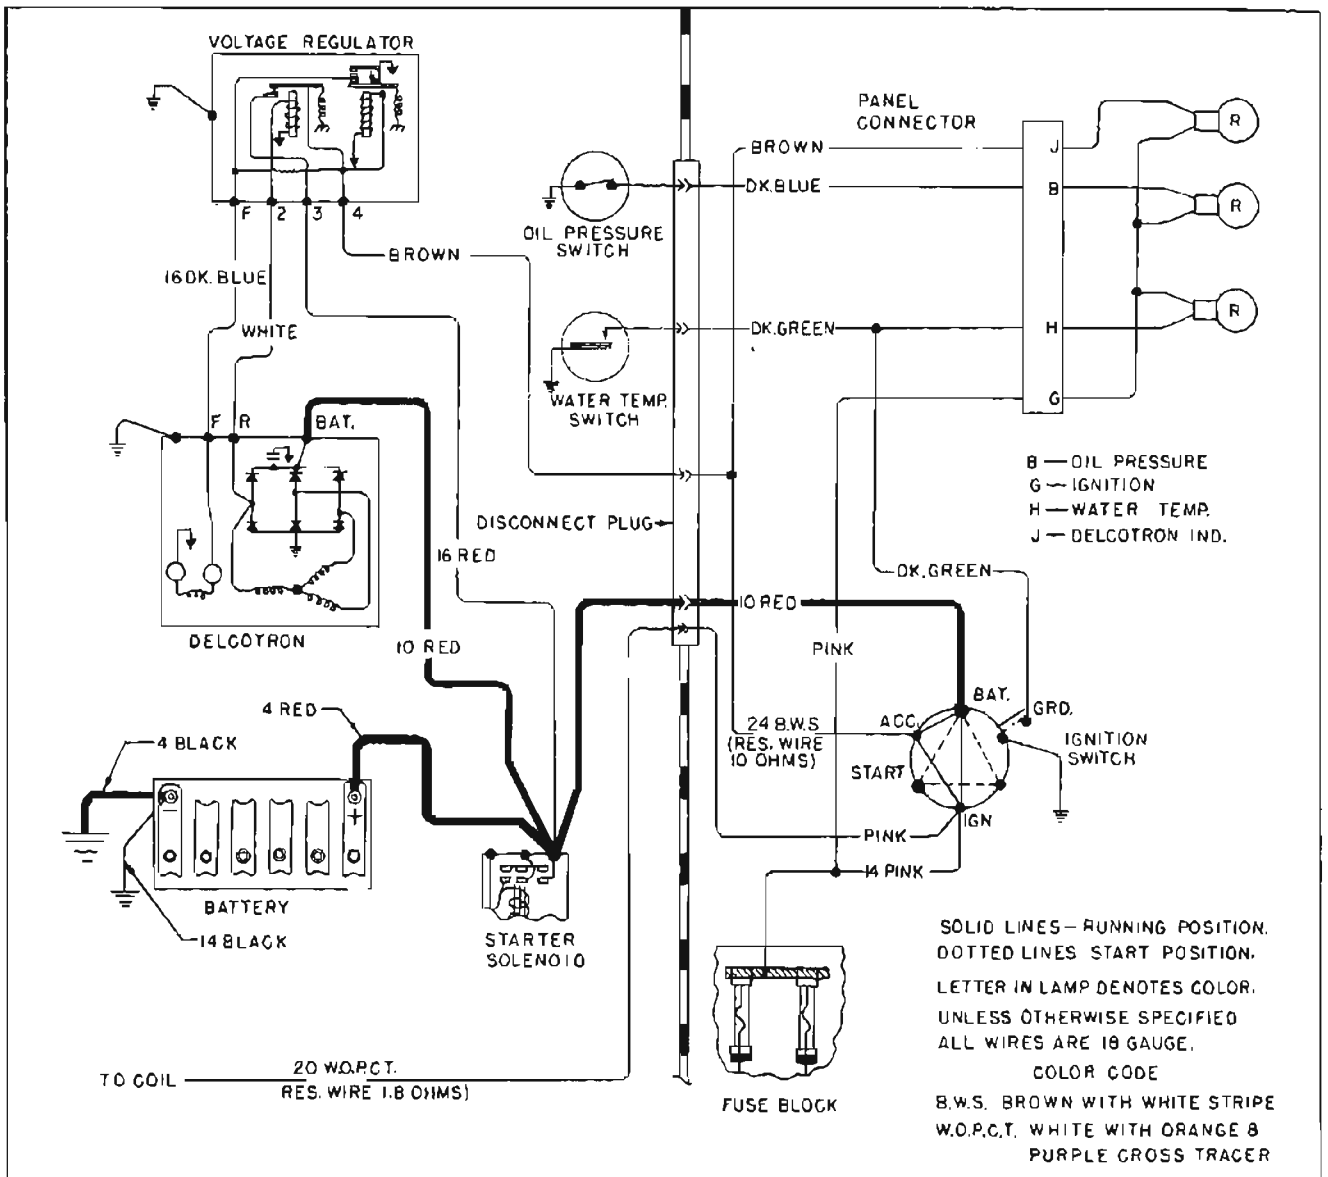 VOLTAGE REGULATOR
F 2 3 4
16 DK. BLUE
WHITE
BROWN
OIL PRESSURE
SWITCH
WATER TEMP.
SWITCH
BROWN
DK. BLUE
DK. GREEN
PANEL
CONNECTOR
J
B
H
G
R
R
R
B — OIL PRESSURE
G — IGNITION
H — WATER TEMP.
J — DELCOTRON IND.
F R BAT.
DELCOTRON
DISCONNECT PLUG
16 RED
10 RED
10 RED
DK. GREEN
PINK
4 RED
4 BLACK
- +
BATTERY
14 BLACK
STARTER
SOLENOID
24 B.W.S
(RES. WIRE
10 OHMS)
BAT.
ACC.
GRD.
START
IGN
IGNITION
SWITCH
PINK
14 PINK
TO COIL
20 W.O.P.C.T.
RES. WIRE 1.8 OHMS)
FUSE BLOCK
SOLID LINES — RUNNING POSITION.
DOTTED LINES START POSITION.
LETTER IN LAMP DENOTES COLOR.
UNLESS OTHERWISE SPECIFIED
ALL WIRES ARE 18 GAUGE.
COLOR CODE
B.W.S. BROWN WITH WHITE STRIPE
W.O.P.C.T. WHITE WITH ORANGE &
PURPLE CROSS TRACER